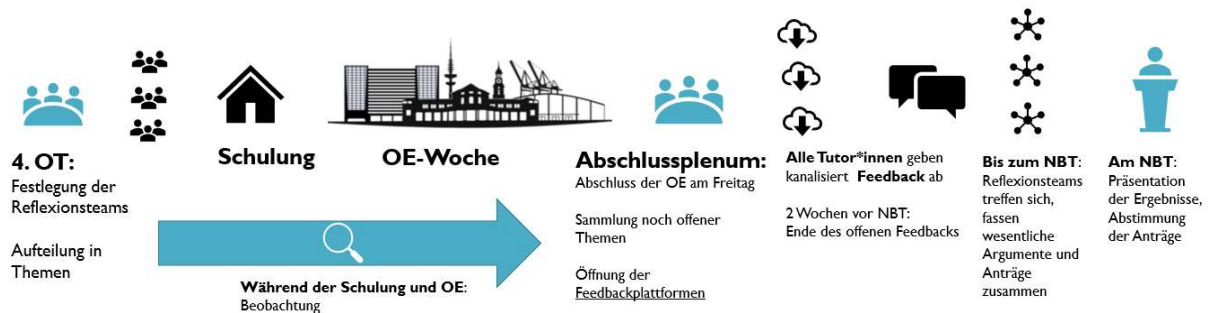 4. OT:
Festlegung der
Reflexionsteams
Aufteilung in
Themen
Schulung
OE-Woche
Während der Schulung und OE:
Beobachtung
Abschlussplenum:
Abschluss der OE am Freitag
Sammlung noch offener
Themen
Öffnung der
Feedbackplattformen
Alle Tutor*innen geben
kanalisiert Feedback ab
2 Wochen vor NBT:
Ende des offenen Feedbacks
Bis zum NBT:
Reflexionsteams
treffen sich,
fassen
wesentliche
Argumente und
Anträge
zusammen
Am NBT:
Präsentation
der Ergebnisse,
Abstimmung
der Anträge